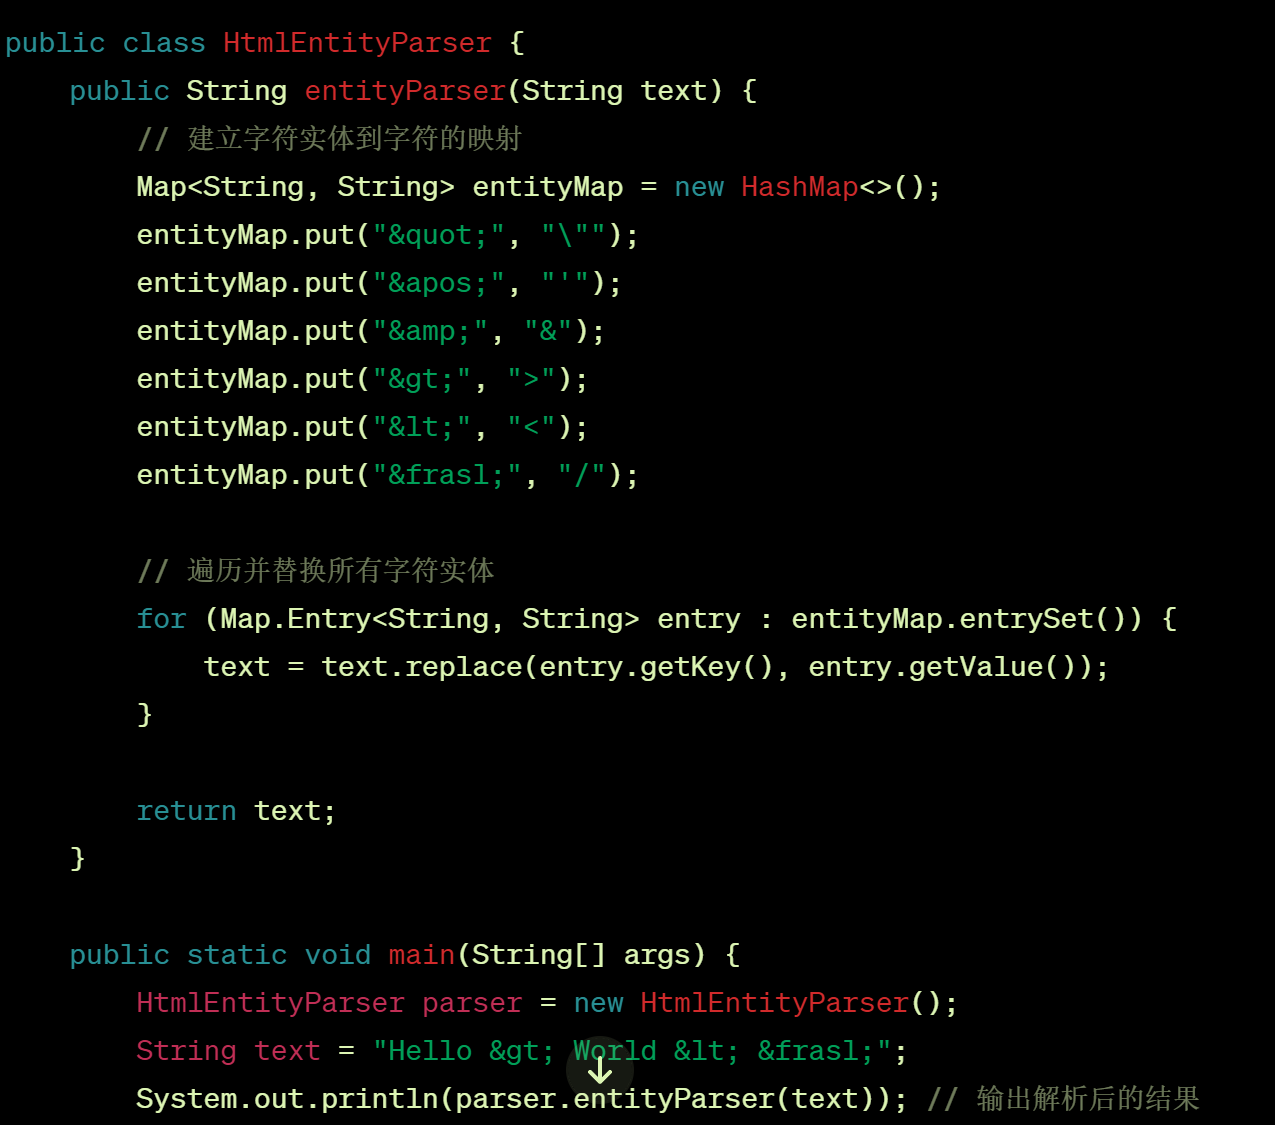 public class HtmlEntityParser {
    public String entityParser(String text) {
        // 建立字符实体到字符的映射
        Map<String, String> entityMap = new HashMap<>();
        entityMap.put("&quot;", "\"");
        entityMap.put("&apos;", "'");
        entityMap.put("&amp;", "&");
        entityMap.put("&gt;", ">");
        entityMap.put("&lt;", "<");
        entityMap.put("&frasl;", "/");

        // 遍历并替换所有字符实体
        for (Map.Entry<String, String> entry : entityMap.entrySet()) {
            text = text.replace(entry.getKey(), entry.getValue());
        }

        return text;
    }

    public static void main(String[] args) {
        HtmlEntityParser parser = new HtmlEntityParser();
        String text = "Hello &gt; World &lt; &frasl;";
        System.out.println(parser.entityParser(text)); // 输出解析后的结果